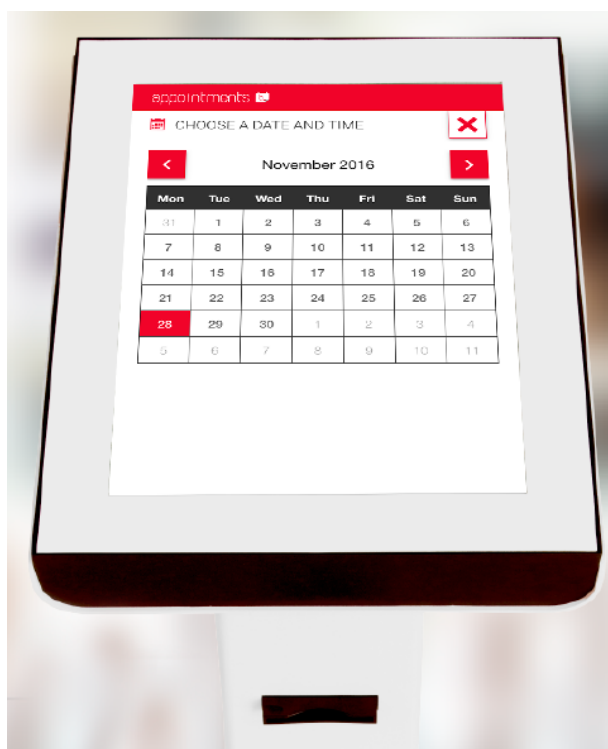 appointments
CHOOSE A DATE AND TIME
November 2016
Mon Tue Wed Thu Fri Sat Sun
31 1 2 3 4 5 6
7 8 9 10 11 12 13
14 15 16 17 18 19 20
21 22 23 24 25 26 27
28 29 30 1 2 3 4
5 6 7 8 9 10 11